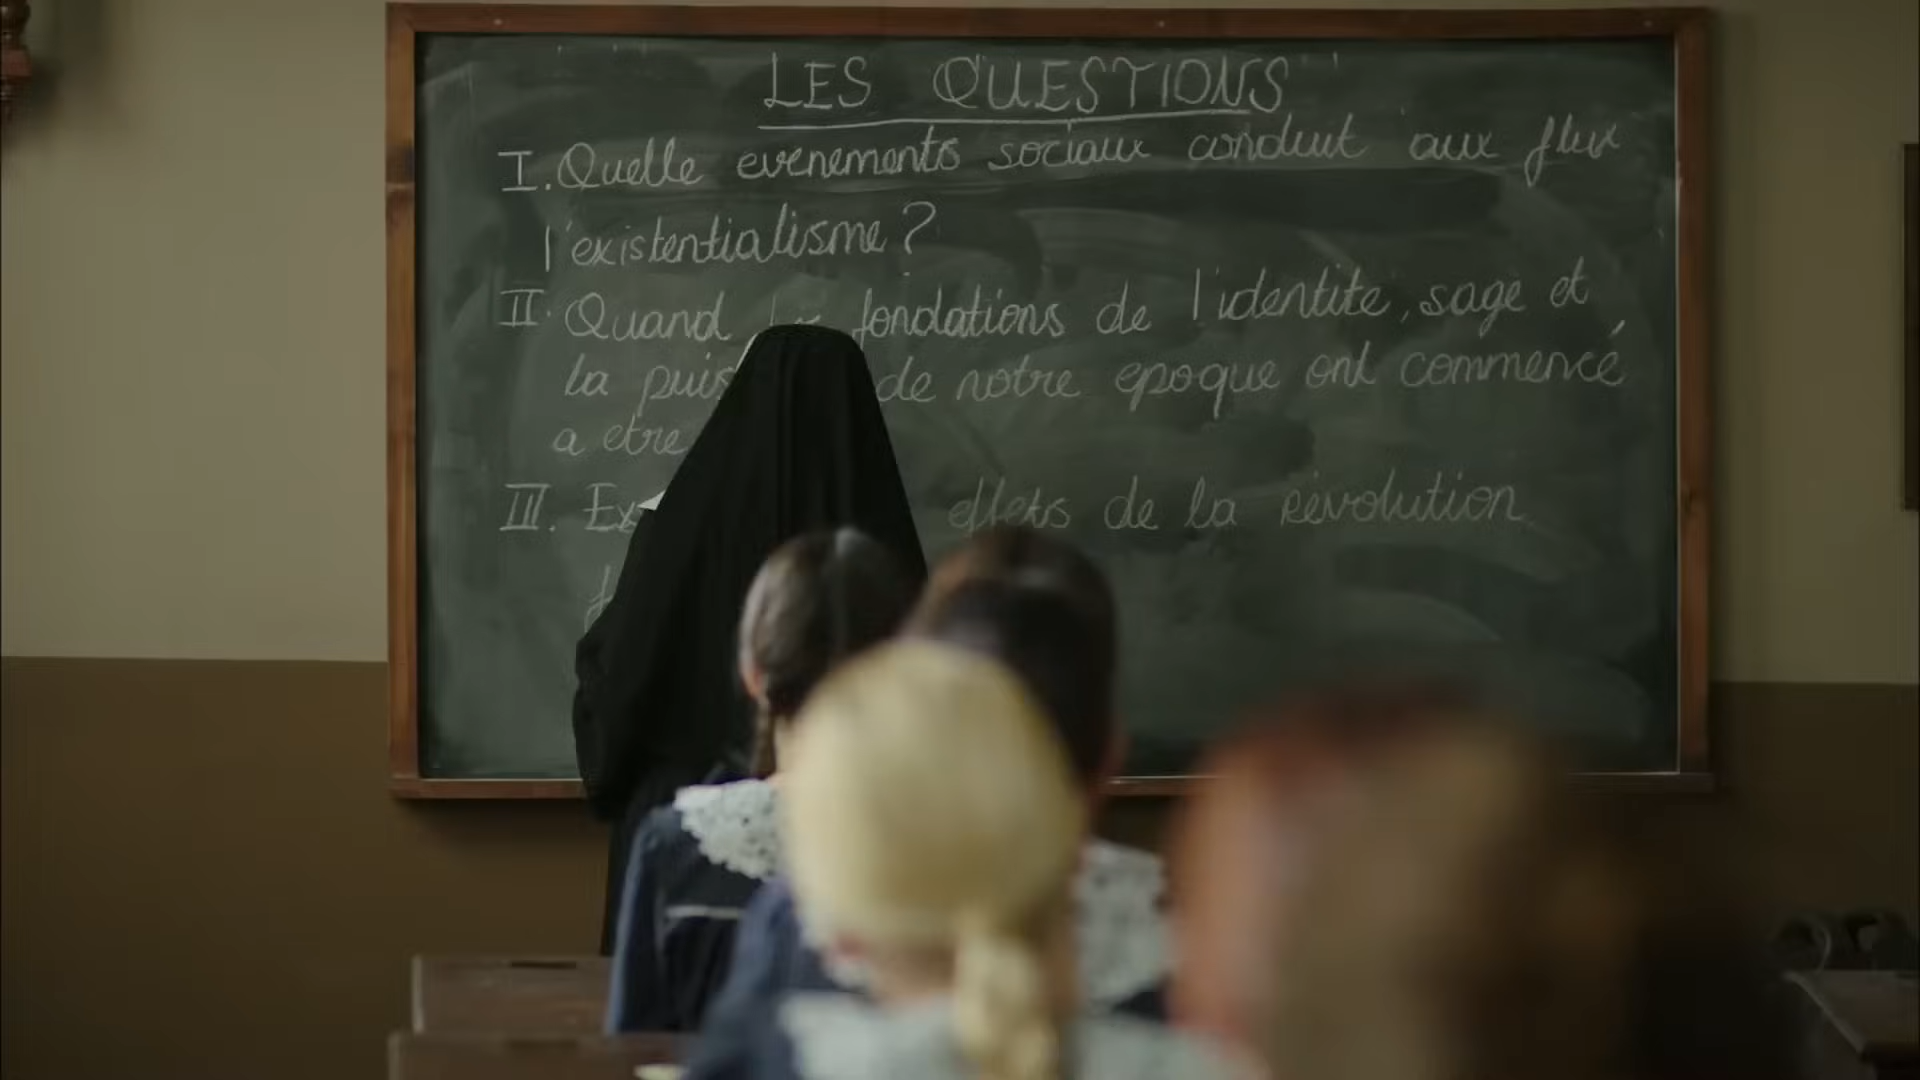 LES QUESTIONS
I. Quelle evenements sociaux conduit aux flux
l'existentialisme?
II. Quand fondations de l'identite, sage et
la de notre epoque ont commencé
a etre
III. effets de la révolution